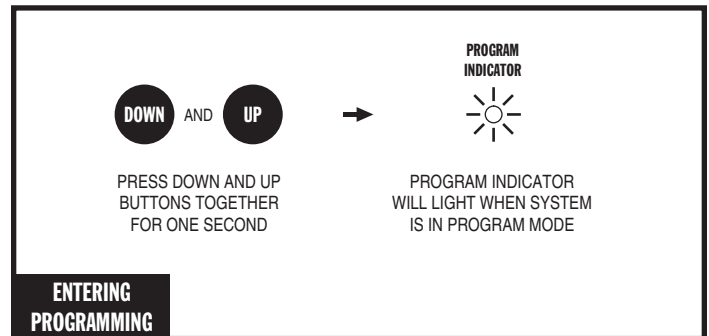 PROGRAM
INDICATOR
DOWN AND UP
PRESS DOWN AND UP
BUTTONS TOGETHER
FOR ONE SECOND
PROGRAM INDICATOR
WILL LIGHT WHEN SYSTEM
IS IN PROGRAM MODE
ENTERING
PROGRAMMING